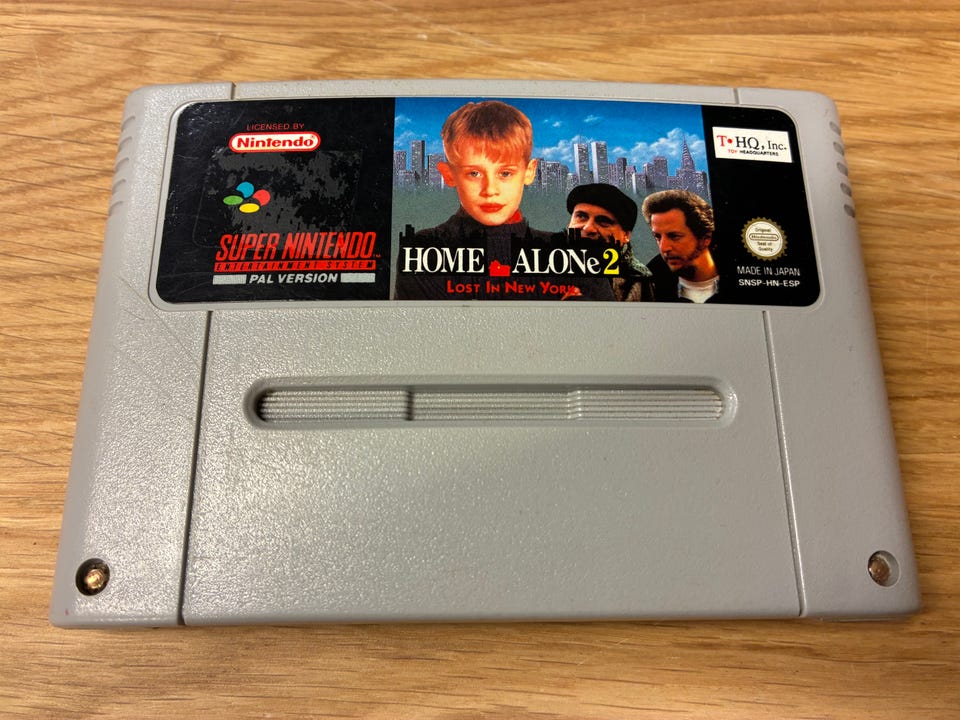 LICENSED BY
Nintendo
SUPER NINTENDO
ENTERTAINMENT SYSTEM
PAL VERSION
HOME ALONe 2
LOST IN NEW YORK
T•HQ, Inc.
TOY HEADQUARTERS
Original
Nintendo
Seal of
Quality
MADE IN JAPAN
SNSP-HN-ESP